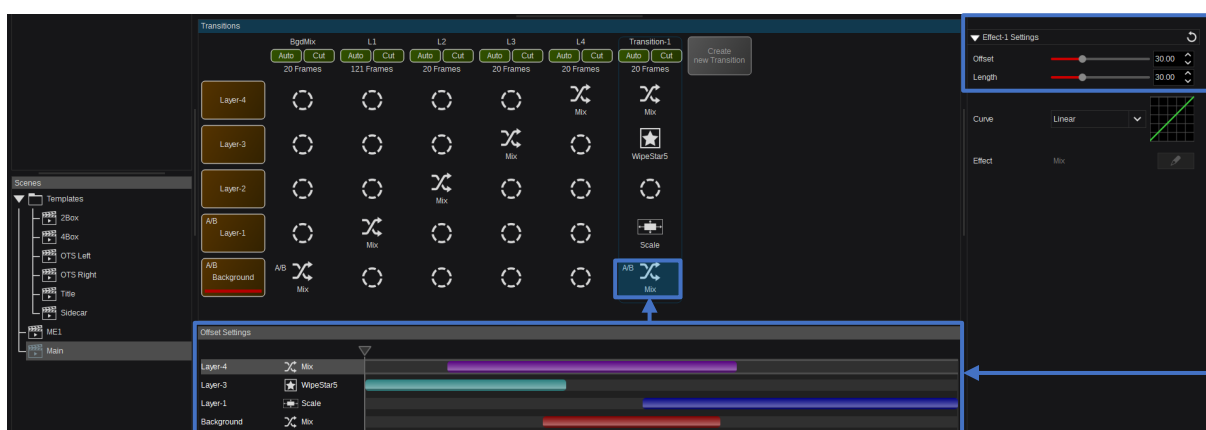 Transitions
BgdMix L1 L2 L3 L4 Transition-1
Auto Cut Auto Cut Auto Cut Auto Cut Auto Cut Auto Cut
20 Frames 121 Frames 20 Frames 20 Frames 20 Frames 20 Frames
Create
new Transition
Layer-4
Mix Mix
Layer-3
Mix WipeStar5
Layer-2
Mix
A/B
Layer-1
Mix Scale
A/B
Background
A/B Mix
A/B Mix
Scenes
Templates
2Box
4Box
OTS Left
OTS Right
Title
Sidecar
ME1
Main
Offset Settings
Layer-4 Mix
Layer-3 WipeStar5
Layer-1 Scale
Background Mix
Effect-1 Settings
Offset 30.00
Length 30.00
Curve Linear
Effect Mix